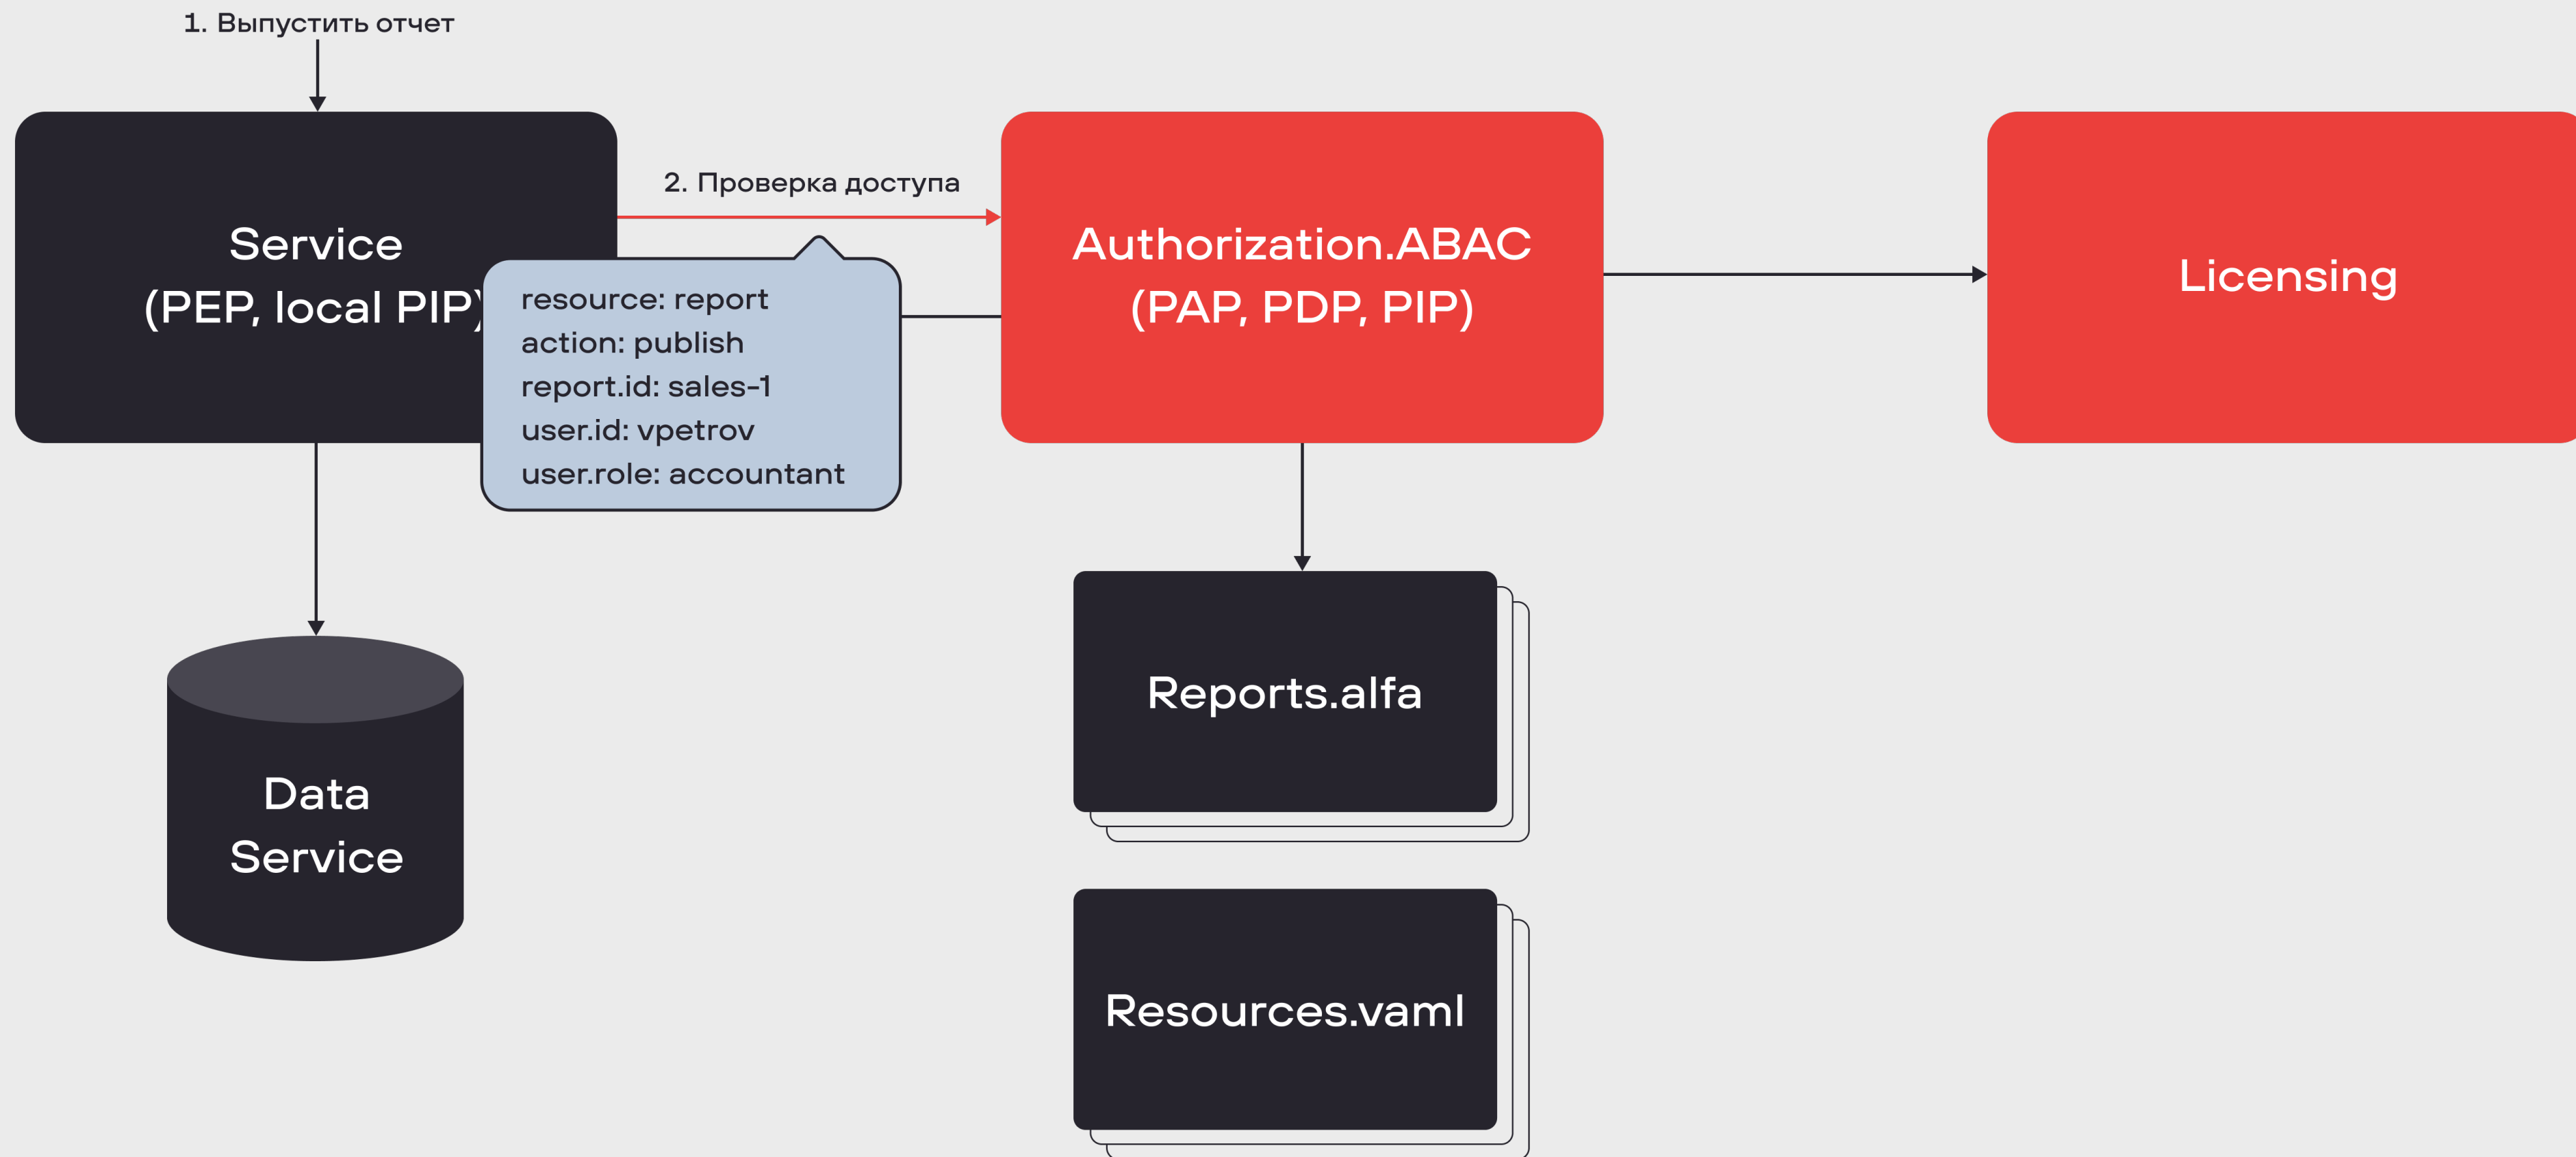 1. Выпустить отчет
Service
(PEP, local PIP)
2. Проверка доступа
resource: report
action: publish
report.id: sales-1
user.id: vpetrov
user.role: accountant
Authorization.ABAC
(PAP, PDP, PIP)
Licensing
Data
Service
Reports.alfa
Resources.vaml